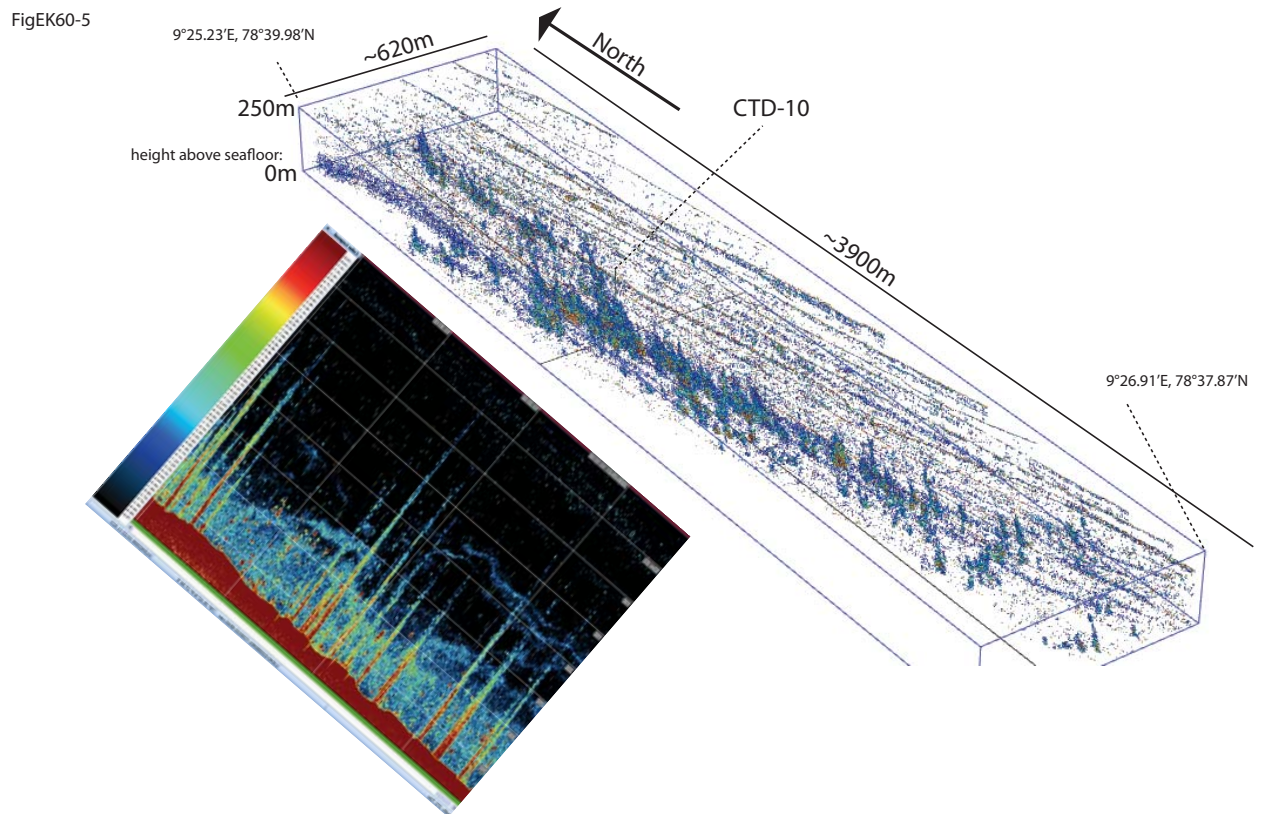 FigEK60-5
9°25.23′E, 78°39.98′N
~620m
North
250m
CTD-10
height above seafloor:
0m
~3900m
9°26.91′E, 78°37.87′N